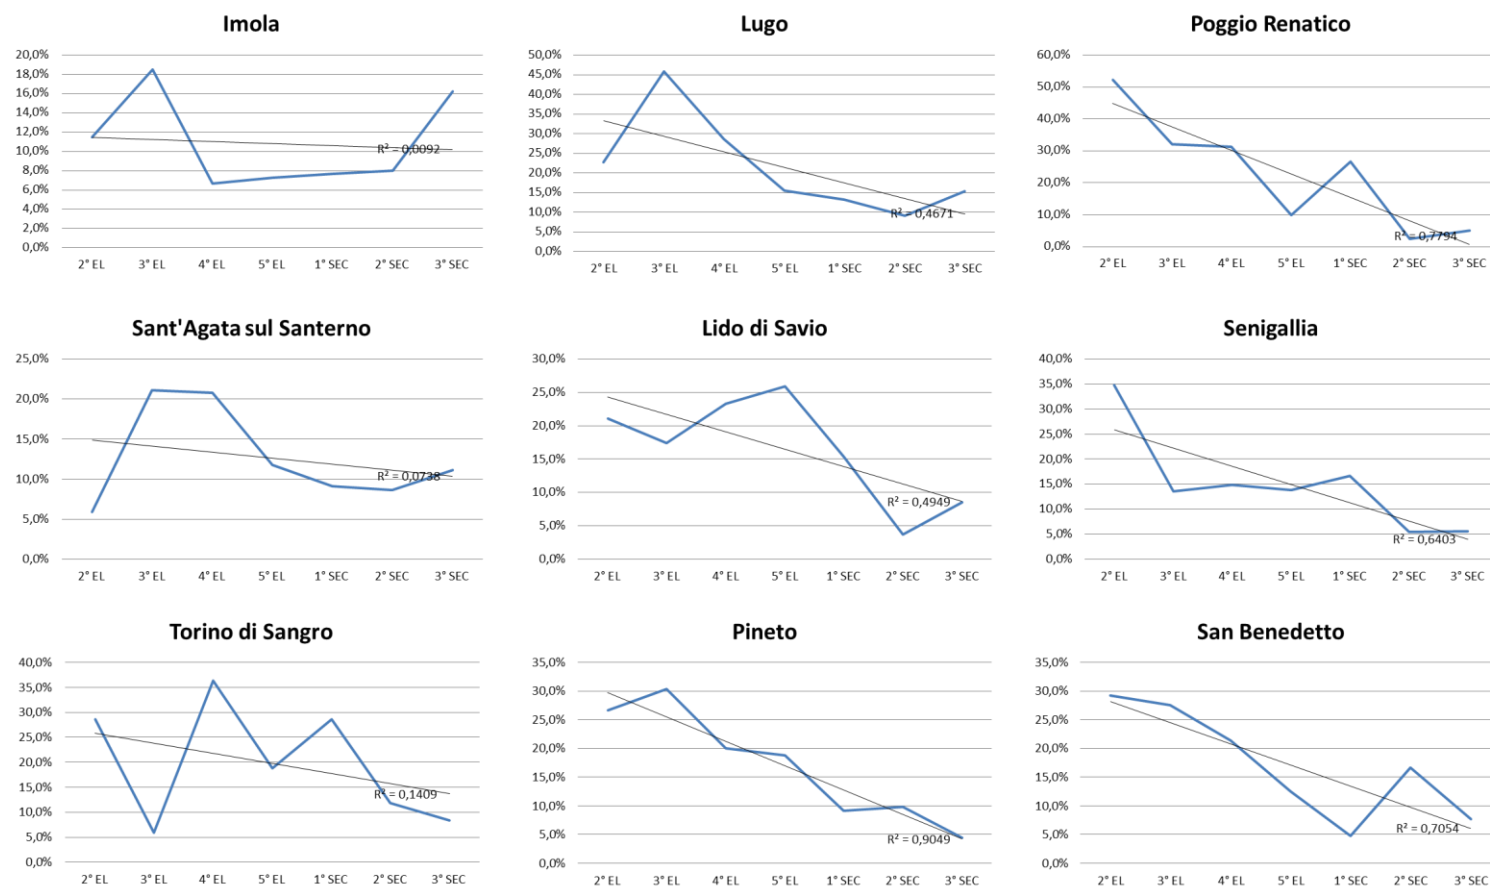 Imola
20,0%
18,0%
16,0%
14,0%
12,0%
10,0%
8,0%
6,0%
4,0%
2,0%
0,0%
R² = 0,0092
2° EL 3° EL 4° EL 5° EL 1° SEC 2° SEC 3° SEC
Lugo
50,0%
45,0%
40,0%
35,0%
30,0%
25,0%
20,0%
15,0%
10,0%
5,0%
0,0%
R² = 0,4671
2° EL 3° EL 4° EL 5° EL 1° SEC 2° SEC 3° SEC
Poggio Renatico
60,0%
50,0%
40,0%
30,0%
20,0%
10,0%
0,0%
R² = 0,7794
2° EL 3° EL 4° EL 5° EL 1° SEC 2° SEC 3° SEC
Sant'Agata sul Santerno
25,0%
20,0%
15,0%
10,0%
5,0%
0,0%
R² = 0,0738
2° EL 3° EL 4° EL 5° EL 1° SEC 2° SEC 3° SEC
Lido di Savio
30,0%
25,0%
20,0%
15,0%
10,0%
5,0%
0,0%
R² = 0,4949
2° EL 3° EL 4° EL 5° EL 1° SEC 2° SEC 3° SEC
Senigallia
40,0%
35,0%
30,0%
25,0%
20,0%
15,0%
10,0%
5,0%
0,0%
R² = 0,6403
2° EL 3° EL 4° EL 5° EL 1° SEC 2° SEC 3° SEC
Torino di Sangro
40,0%
35,0%
30,0%
25,0%
20,0%
15,0%
10,0%
5,0%
0,0%
R² = 0,1409
2° EL 3° EL 4° EL 5° EL 1° SEC 2° SEC 3° SEC
Pineto
35,0%
30,0%
25,0%
20,0%
15,0%
10,0%
5,0%
0,0%
R² = 0,9049
2° EL 3° EL 4° EL 5° EL 1° SEC 2° SEC 3° SEC
San Benedetto
35,0%
30,0%
25,0%
20,0%
15,0%
10,0%
5,0%
0,0%
R² = 0,7054
2° EL 3° EL 4° EL 5° EL 1° SEC 2° SEC 3° SEC